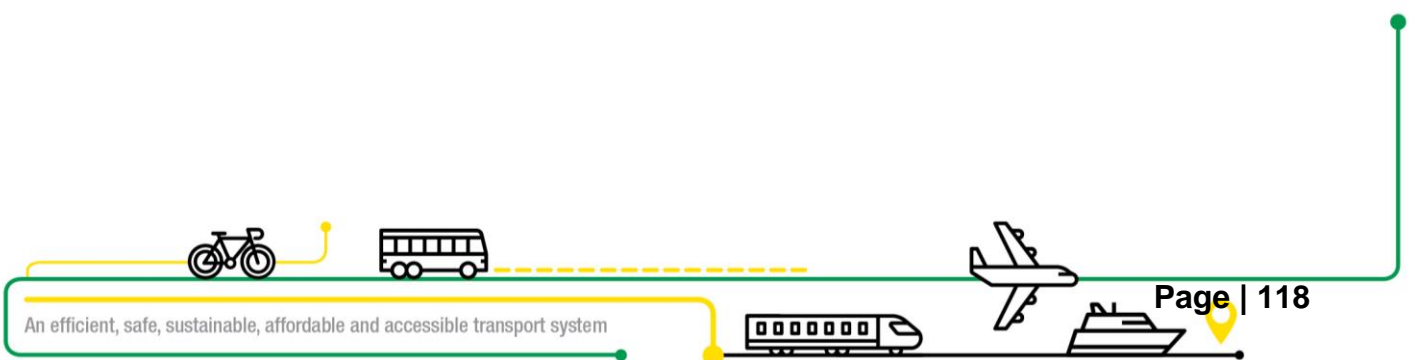 Page | 118
An efficient, safe, sustainable, affordable and accessible transport system